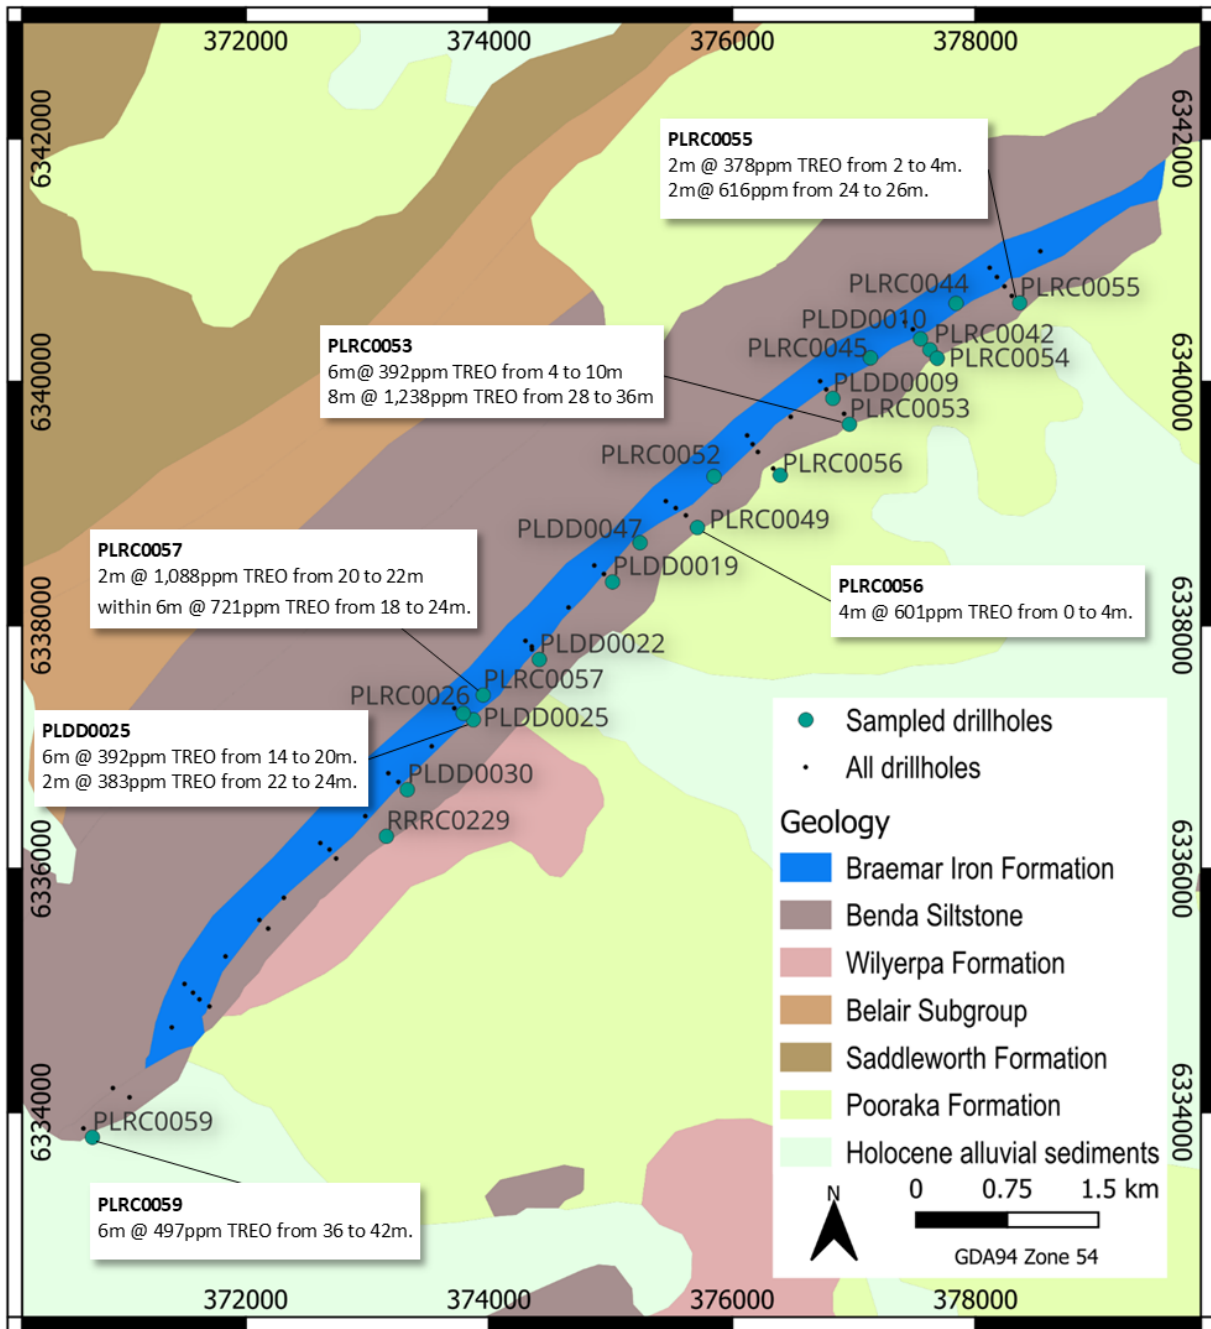 372000
374000
376000
378000
6342000
6342000
PLRC0055
2m @ 378ppm TREO from 2 to 4m.
2m@ 616ppm from 24 to 26m.
PLRC0044
PLRC0055
PLDD0010
PLRC0042
PLRC0045
PLRC0054
PLRC0053
6m@ 392ppm TREO from 4 to 10m
8m @ 1,238ppm TREO from 28 to 36m
6340000
6340000
PLDD0009
PLRC0053
PLRC0052
PLRC0056
PLRC0049
PLDD0047
PLDD0019
PLRC0057
2m @ 1,088ppm TREO from 20 to 22m
within 6m @ 721ppm TREO from 18 to 24m.
PLRC0056
4m @ 601ppm TREO from 0 to 4m.
6338000
6338000
PLDD0022
PLRC0057
PLRC0026
PLDD0025
PLDD0025
6m @ 392ppm TREO from 14 to 20m.
2m @ 383ppm TREO from 22 to 24m.
PLDD0030
RRRC0229
6336000
6336000
Sampled drillholes
All drillholes
Geology
Braemar Iron Formation
Benda Siltstone
Wilyerpa Formation
Belair Subgroup
Saddleworth Formation
Pooraka Formation
Holocene alluvial sediments
6334000
6334000
PLRC0059
PLRC0059
6m @ 497ppm TREO from 36 to 42m.
N
0 0.75 1.5 km
GDA94 Zone 54
372000
374000
376000
378000